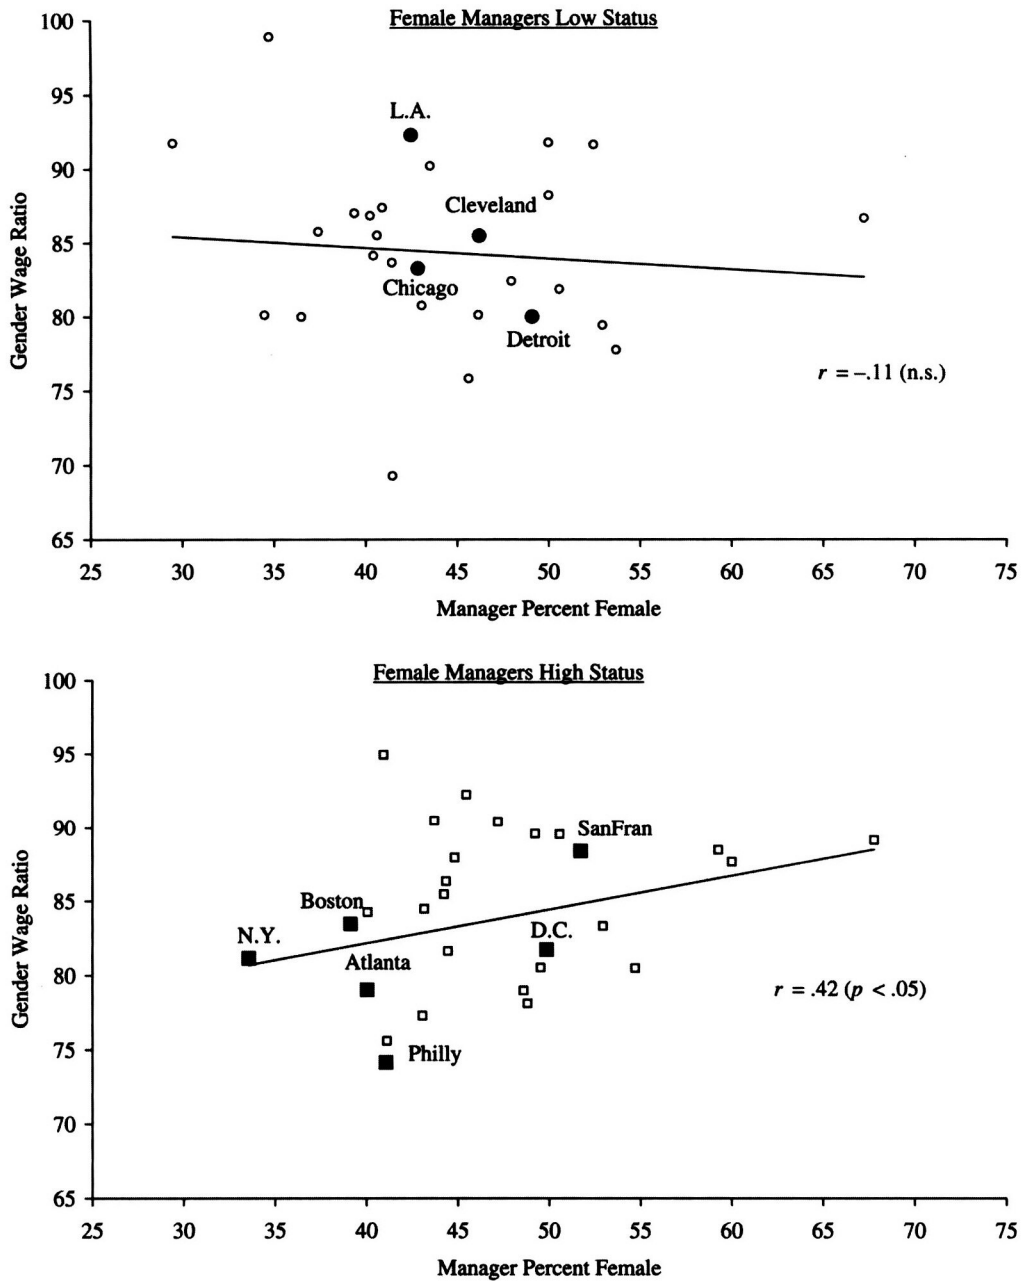 Female Managers Low Status
100
95
90
85
80
75
70
65
Gender Wage Ratio
L.A.
Cleveland
Chicago
Detroit
r = –.11 (n.s.)
25 30 35 40 45 50 55 60 65 70 75
Manager Percent Female
Female Managers High Status
100
95
90
85
80
75
70
65
Gender Wage Ratio
SanFran
Boston
N.Y.
D.C.
Atlanta
r = .42 (p < .05)
Philly
25 30 35 40 45 50 55 60 65 70 75
Manager Percent Female